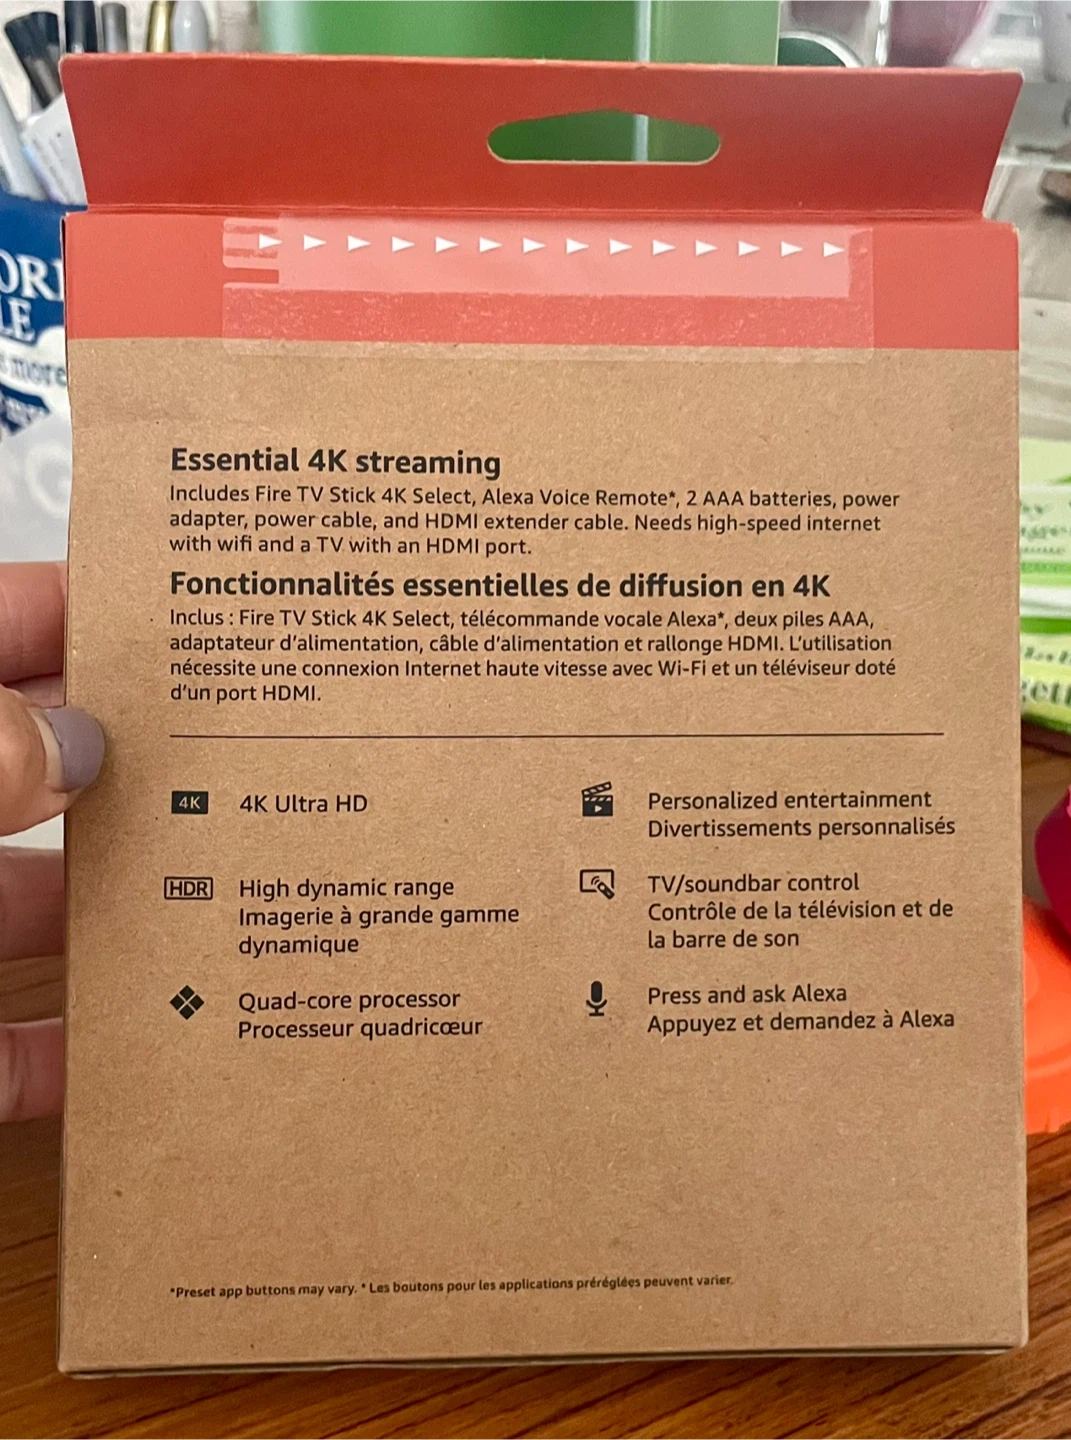 Essential 4K streaming
Includes Fire TV Stick 4K Select, Alexa Voice Remote*, 2 AAA batteries, power
adapter, power cable, and HDMI extender cable. Needs high-speed internet
with wifi and a TV with an HDMI port.
Fonctionnalités essentielles de diffusion en 4K
Inclus : Fire TV Stick 4K Select, télécommande vocale Alexa*, deux piles AAA,
adaptateur d'alimentation, câble d'alimentation et rallonge HDMI. L'utilisation
nécessite une connexion Internet haute vitesse avec Wi-Fi et un téléviseur doté
d'un port HDMI.
4K 4K Ultra HD
HDR High dynamic range
Imagerie à grande gamme
dynamique
Quad-core processor
Processeur quadricœur
Personalized entertainment
Divertissements personnalisés
TV/soundbar control
Contrôle de la télévision et de
la barre de son
Press and ask Alexa
Appuyez et demandez à Alexa
*Preset app buttons may vary. * Les boutons pour les applications préréglées peuvent varier.
more